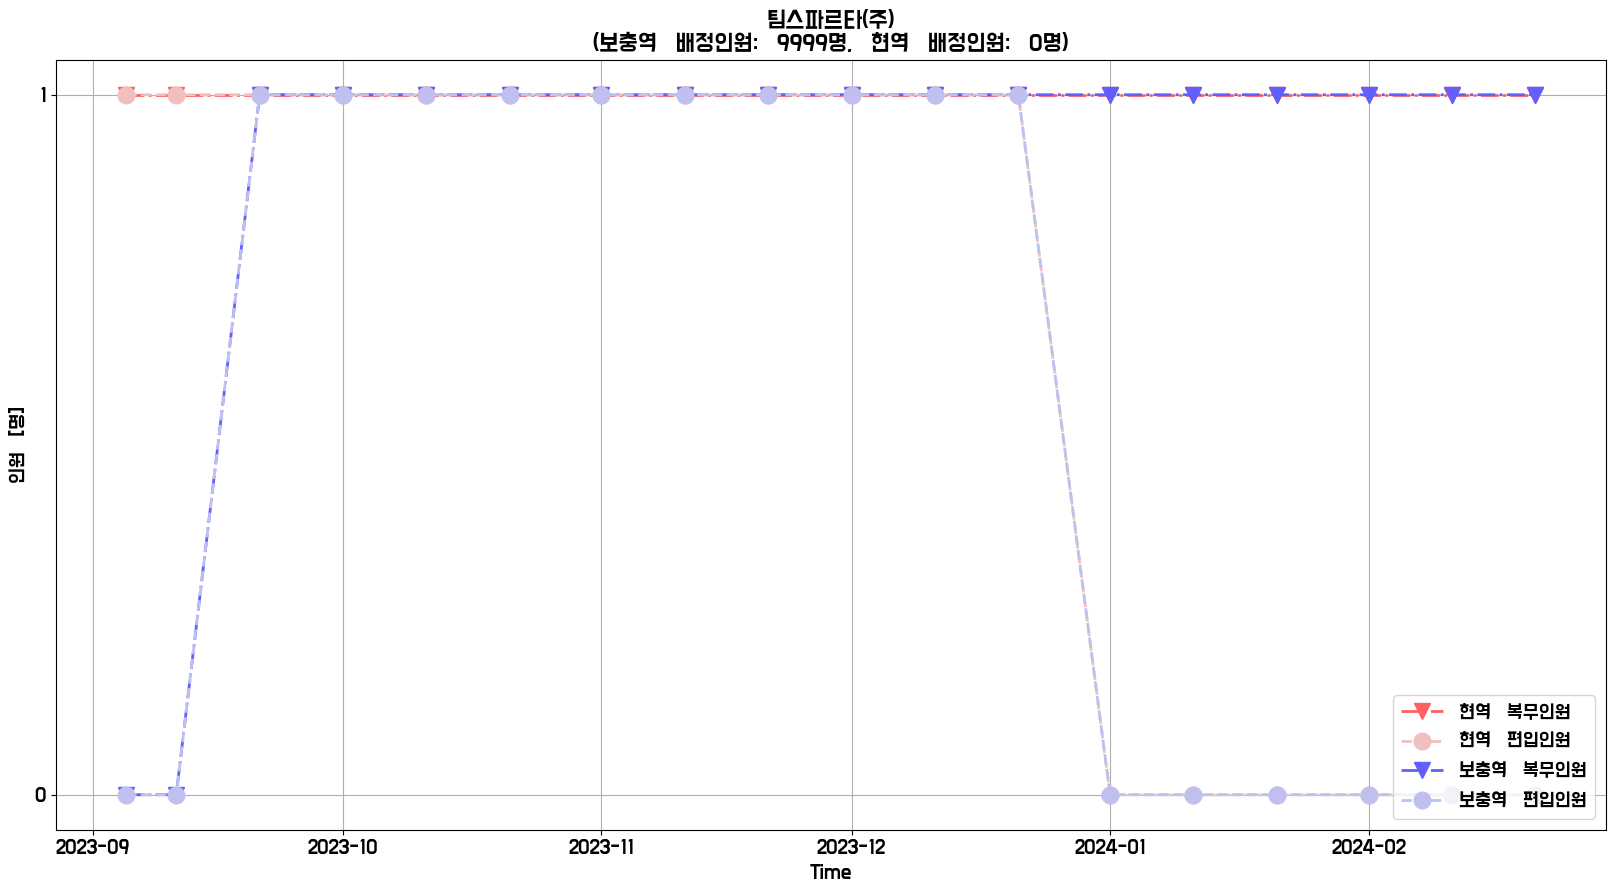 팀스파르타(주)
(보충역 배정인원: 9999명, 현역 배정인원: 0명)
인원 [명]
1
0
현역 복무인원
현역 편입인원
보충역 복무인원
보충역 편입인원
2023-09 2023-10 2023-11 2023-12 2024-01 2024-02
Time